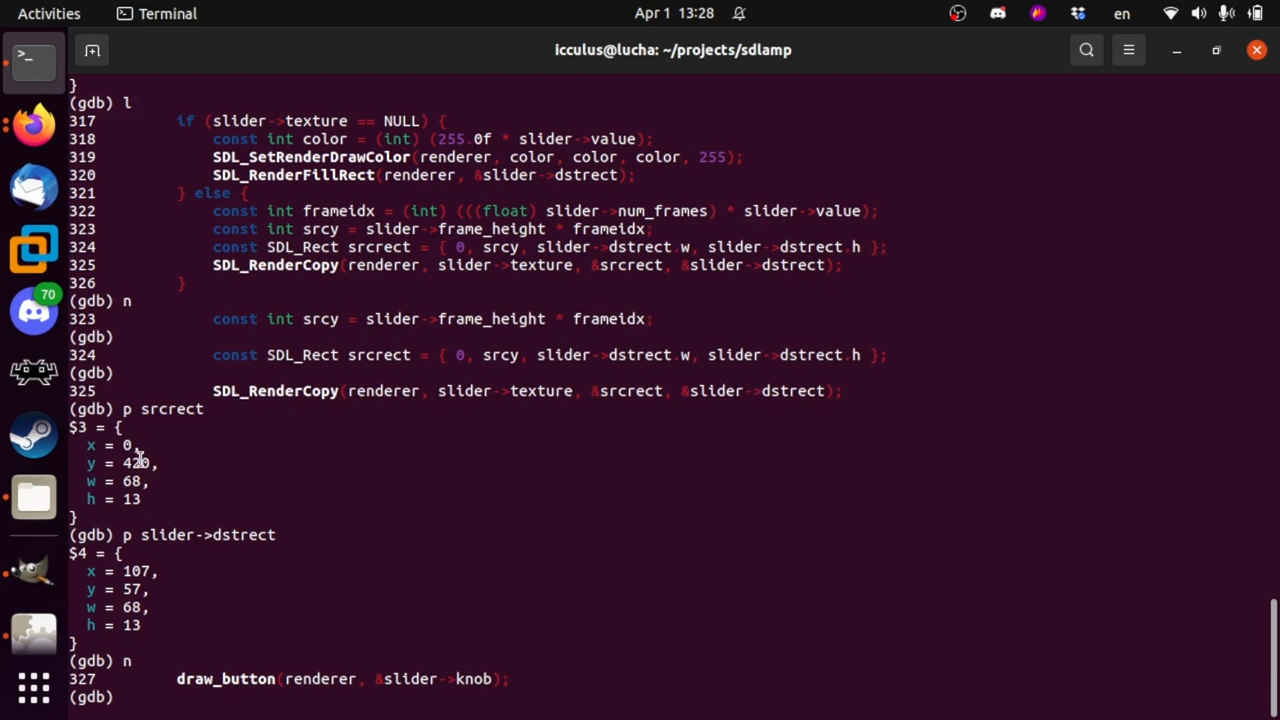 Activities
Terminal
Apr 1 13:28
en
icculus@lucha: ~/projects/sdlamp
70
}
(gdb) l
317 if (slider->texture == NULL) {
318 const int color = (int) (255.0f * slider->value);
319 SDL_SetRenderDrawColor(renderer, color, color, color, 255);
320 SDL_RenderFillRect(renderer, &slider->dstrect);
321 } else {
322 const int frameidx = (int) (((float) slider->num_frames) * slider->value);
323 const int srcy = slider->frame_height * frameidx;
324 const SDL_Rect srcrect = { 0, srcy, slider->dstrect.w, slider->dstrect.h };
325 SDL_RenderCopy(renderer, slider->texture, &srcrect, &slider->dstrect);
326 }
(gdb) n
323 const int srcy = slider->frame_height * frameidx;
(gdb)
324 const SDL_Rect srcrect = { 0, srcy, slider->dstrect.w, slider->dstrect.h };
(gdb)
325 SDL_RenderCopy(renderer, slider->texture, &srcrect, &slider->dstrect);
(gdb) p srcrect
$3 = {
x = 0,
y = 420,
w = 68,
h = 13
}
(gdb) p slider->dstrect
$4 = {
x = 107,
y = 57,
w = 68,
h = 13
}
(gdb) n
327 draw_button(renderer, &slider->knob);
(gdb)